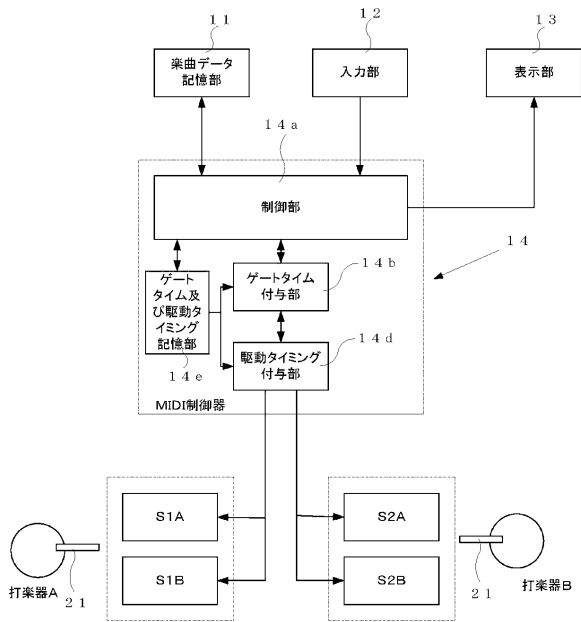 １１
１２
１３
楽曲データ
記憶部
入力部
表示部
１４a
制御部
１４
ゲート
タイム及
び駆動タ
イミング
記憶部
ゲートタイム
付与部
１４b
駆動タイミング
付与部
１４d
１４e
MIDI制御器
S1A
S2A
S1B
S2B
打楽器A
２１
２１
打楽器B